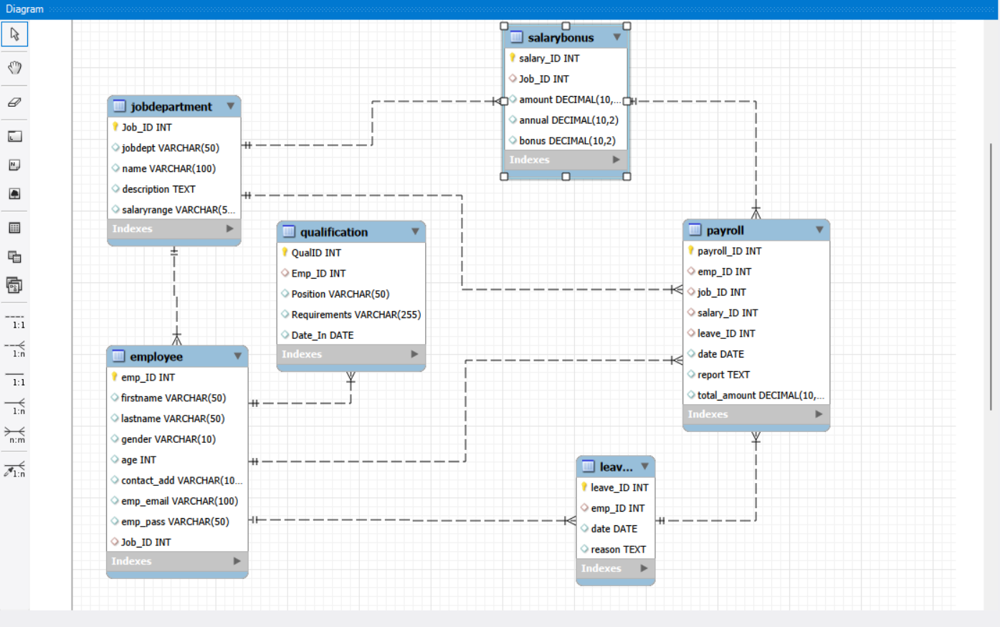 Diagram
1:1
1:n
1:1
1:n
n:m
1:n
salarybonus
salary_ID INT
Job_ID INT
amount DECIMAL(10,...
annual DECIMAL(10,2)
bonus DECIMAL(10,2)
Indexes
jobdepartment
Job_ID INT
jobdept VARCHAR(50)
name VARCHAR(100)
description TEXT
salaryrange VARCHAR(5...
Indexes
qualification
QualID INT
Emp_ID INT
Position VARCHAR(50)
Requirements VARCHAR(255)
Date_In DATE
Indexes
payroll
payroll_ID INT
emp_ID INT
job_ID INT
salary_ID INT
leave_ID INT
date DATE
report TEXT
total_amount DECIMAL(10,...
Indexes
employee
emp_ID INT
firstname VARCHAR(50)
lastname VARCHAR(50)
gender VARCHAR(10)
age INT
contact_add VARCHAR(10...
emp_email VARCHAR(100)
emp_pass VARCHAR(50)
Job_ID INT
Indexes
leav...
leave_ID INT
emp_ID INT
date DATE
reason TEXT
Indexes